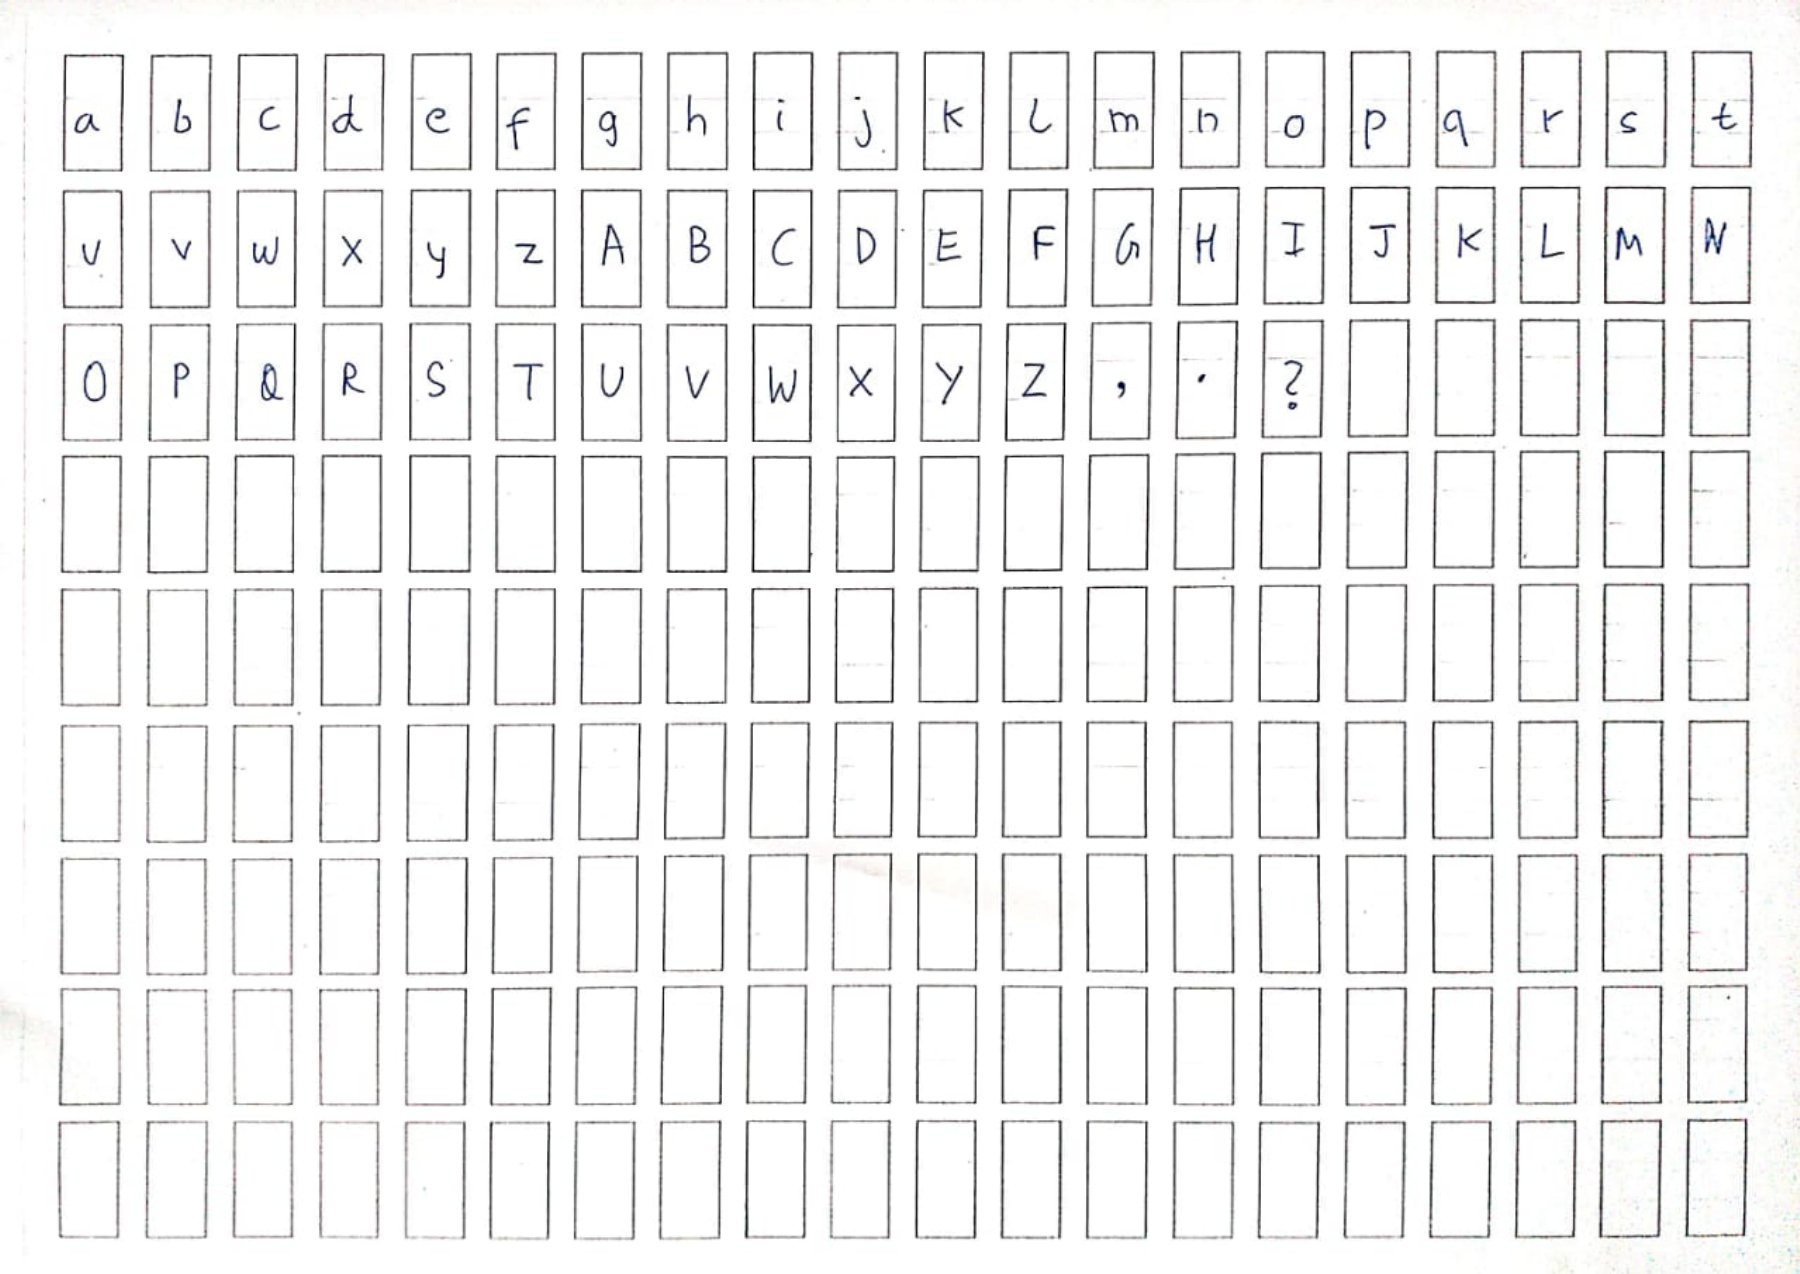 a b c d e f g h i j k l m n o p q r s t
u v w x y z A B C D E F G H I J K L M N
O P Q R S T U V W X Y Z , . ?